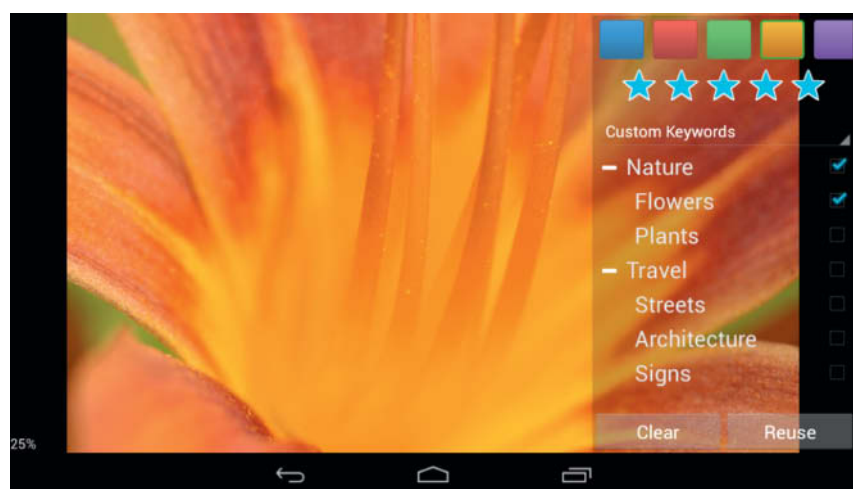 Custom Keywords
Nature
Flowers
Plants
Travel
Streets
Architecture
Signs
Clear Reuse
25%